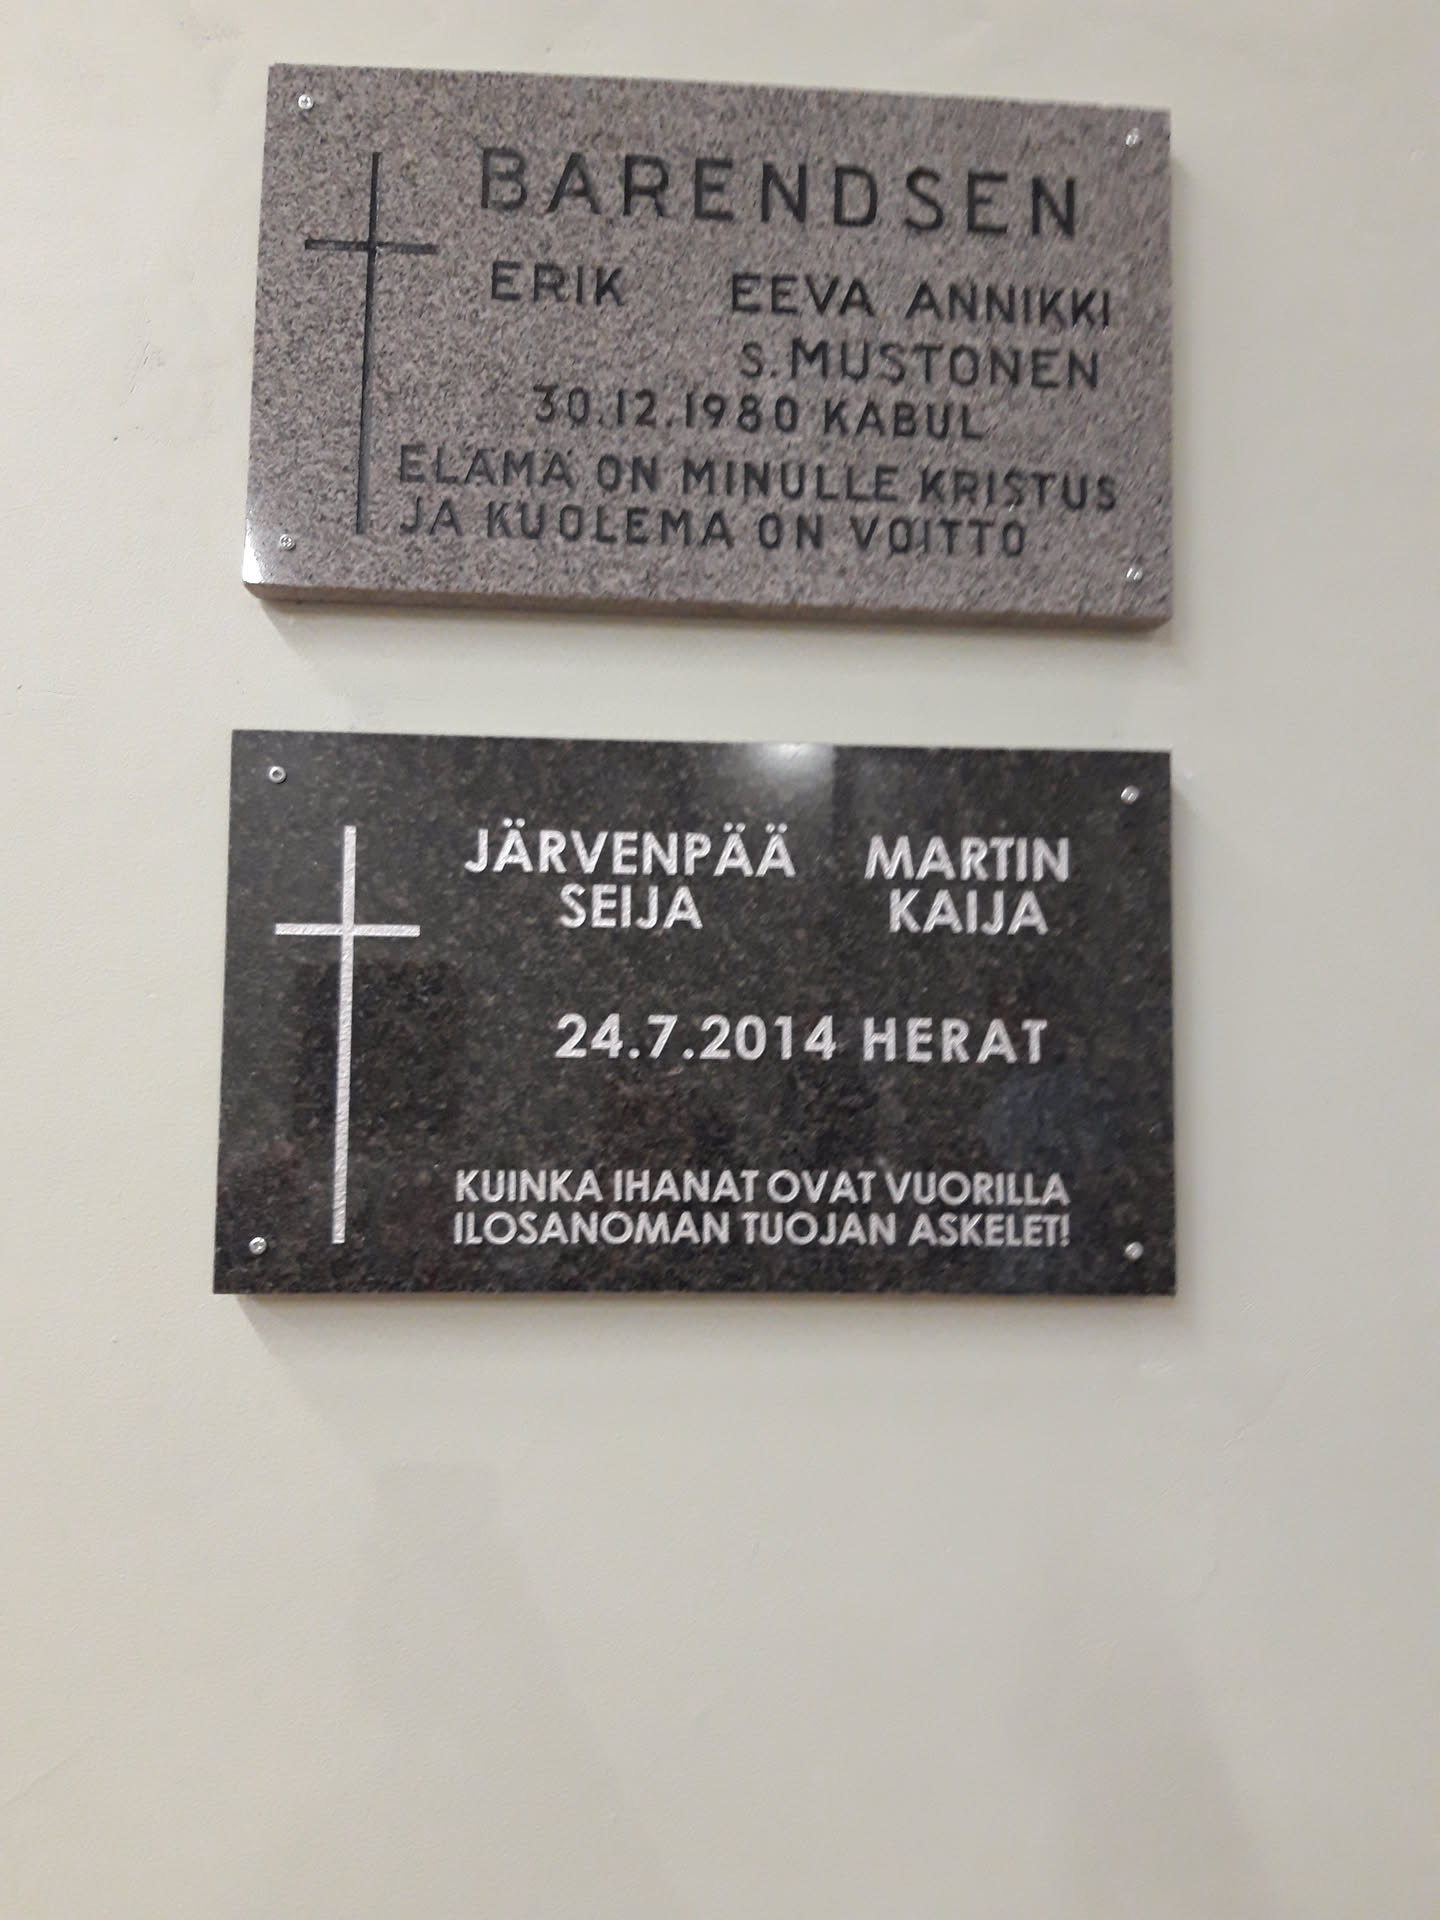 BARENDSEN
ERIK EEVA ANNIKKI
S. MUSTONEN
30.12.1980 KABUL
ELÄMÄ ON MINULLE KRISTUS
JA KUOLEMA ON VOITTO
JÄRVENPÄÄ MARTIN
SEIJA KAIJA
24.7.2014 HERAT
KUINKA IHANAT OVAT VUORILLA
ILOSANOMAN TUOJAN ASKELET!